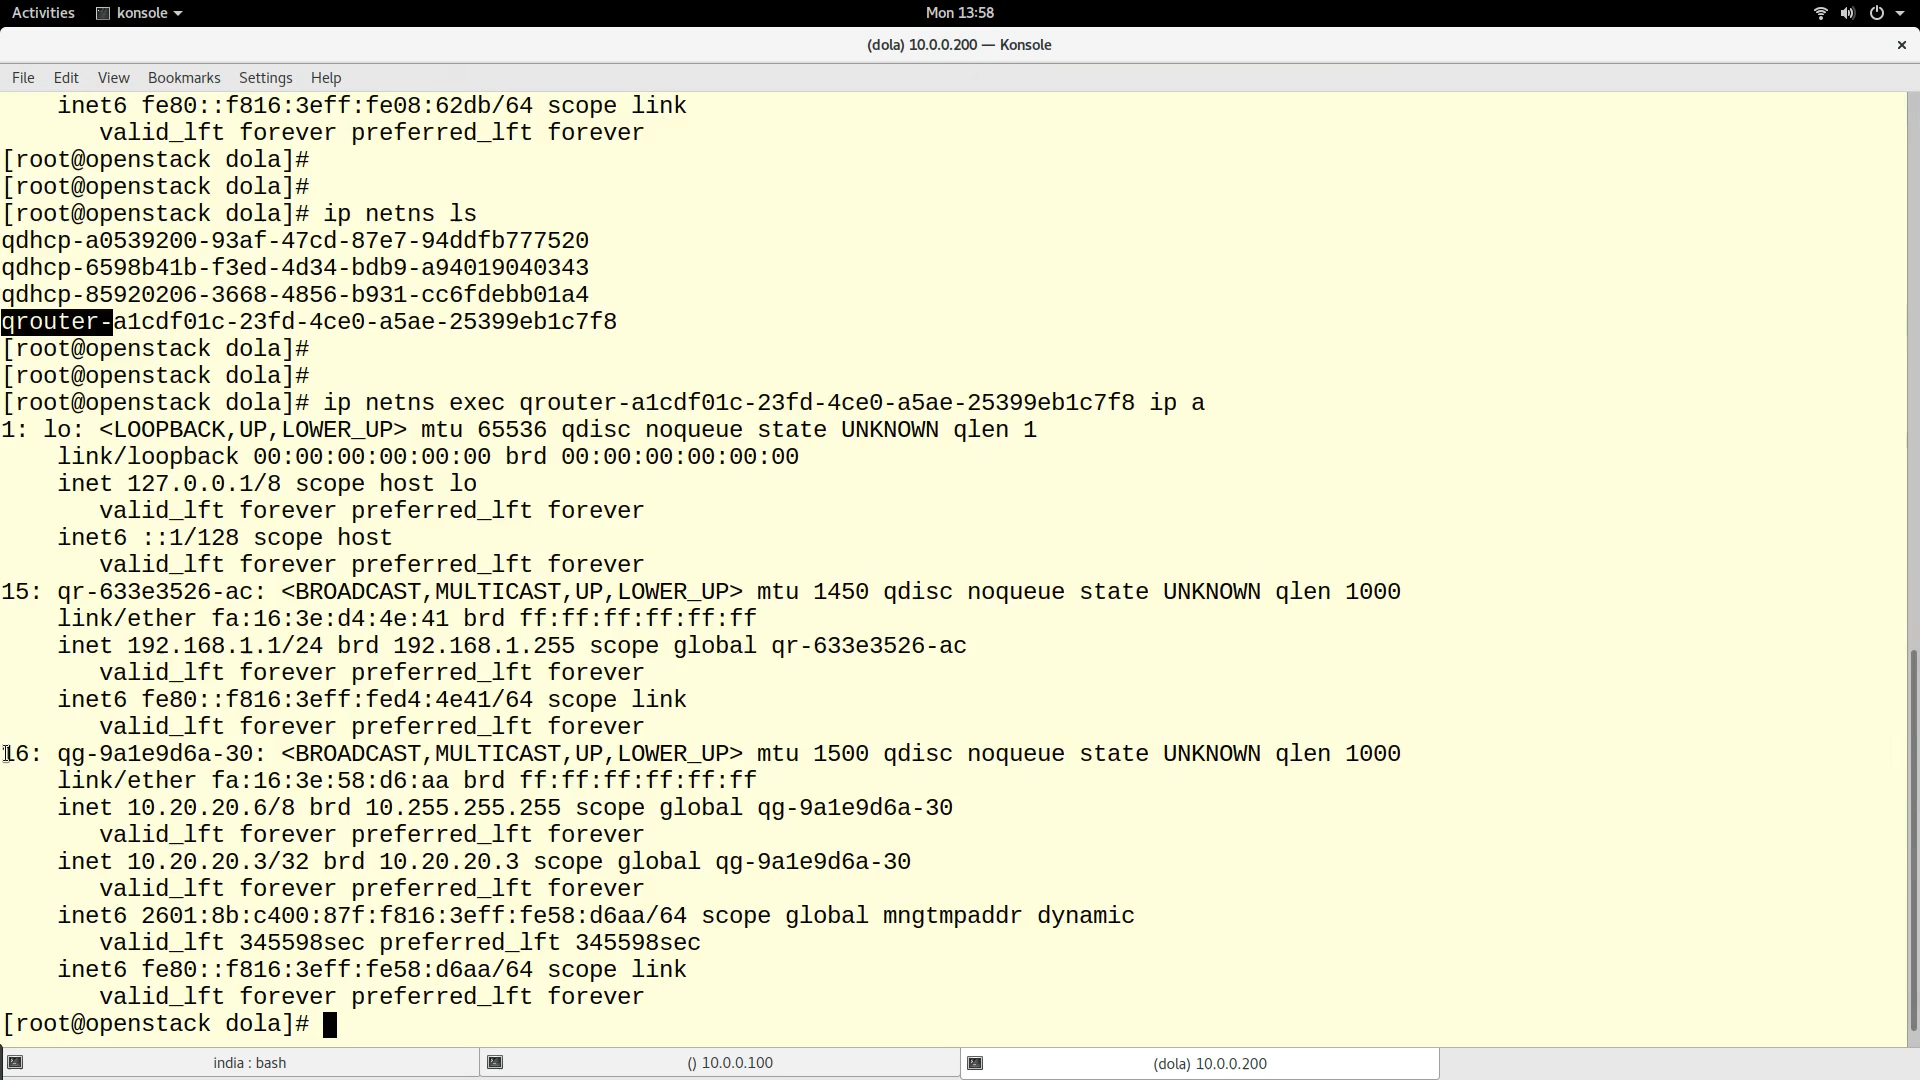 Activities konsole Mon 13:58
(dola) 10.0.0.200 — Konsole ×
File Edit View Bookmarks Settings Help
inet6 fe80::f816:3eff:fe08:62db/64 scope link
valid_lft forever preferred_lft forever
[root@openstack dola]#
[root@openstack dola]#
[root@openstack dola]# ip netns ls
qdhcp-a0539200-93af-47cd-87e7-94ddfb777520
qdhcp-6598b41b-f3ed-4d34-bdb9-a94019040343
qdhcp-85920206-3668-4856-b931-cc6fdebb01a4
qrouter-a1cdf01c-23fd-4ce0-a5ae-25399eb1c7f8
[root@openstack dola]#
[root@openstack dola]#
[root@openstack dola]# ip netns exec qrouter-a1cdf01c-23fd-4ce0-a5ae-25399eb1c7f8 ip a
1: lo: <LOOPBACK,UP,LOWER_UP> mtu 65536 qdisc noqueue state UNKNOWN qlen 1
link/loopback 00:00:00:00:00:00 brd 00:00:00:00:00:00
inet 127.0.0.1/8 scope host lo
valid_lft forever preferred_lft forever
inet6 ::1/128 scope host
valid_lft forever preferred_lft forever
15: qr-633e3526-ac: <BROADCAST,MULTICAST,UP,LOWER_UP> mtu 1450 qdisc noqueue state UNKNOWN qlen 1000
link/ether fa:16:3e:d4:4e:41 brd ff:ff:ff:ff:ff:ff
inet 192.168.1.1/24 brd 192.168.1.255 scope global qr-633e3526-ac
valid_lft forever preferred_lft forever
inet6 fe80::f816:3eff:fed4:4e41/64 scope link
valid_lft forever preferred_lft forever
16: qg-9a1e9d6a-30: <BROADCAST,MULTICAST,UP,LOWER_UP> mtu 1500 qdisc noqueue state UNKNOWN qlen 1000
link/ether fa:16:3e:58:d6:aa brd ff:ff:ff:ff:ff:ff
inet 10.20.20.6/8 brd 10.255.255.255 scope global qg-9a1e9d6a-30
valid_lft forever preferred_lft forever
inet 10.20.20.3/32 brd 10.20.20.3 scope global qg-9a1e9d6a-30
valid_lft forever preferred_lft forever
inet6 2601:8b:c400:87f:f816:3eff:fe58:d6aa/64 scope global mngtmpaddr dynamic
valid_lft 345598sec preferred_lft 345598sec
inet6 fe80::f816:3eff:fe58:d6aa/64 scope link
valid_lft forever preferred_lft forever
[root@openstack dola]#
india : bash () 10.0.0.100 (dola) 10.0.0.200